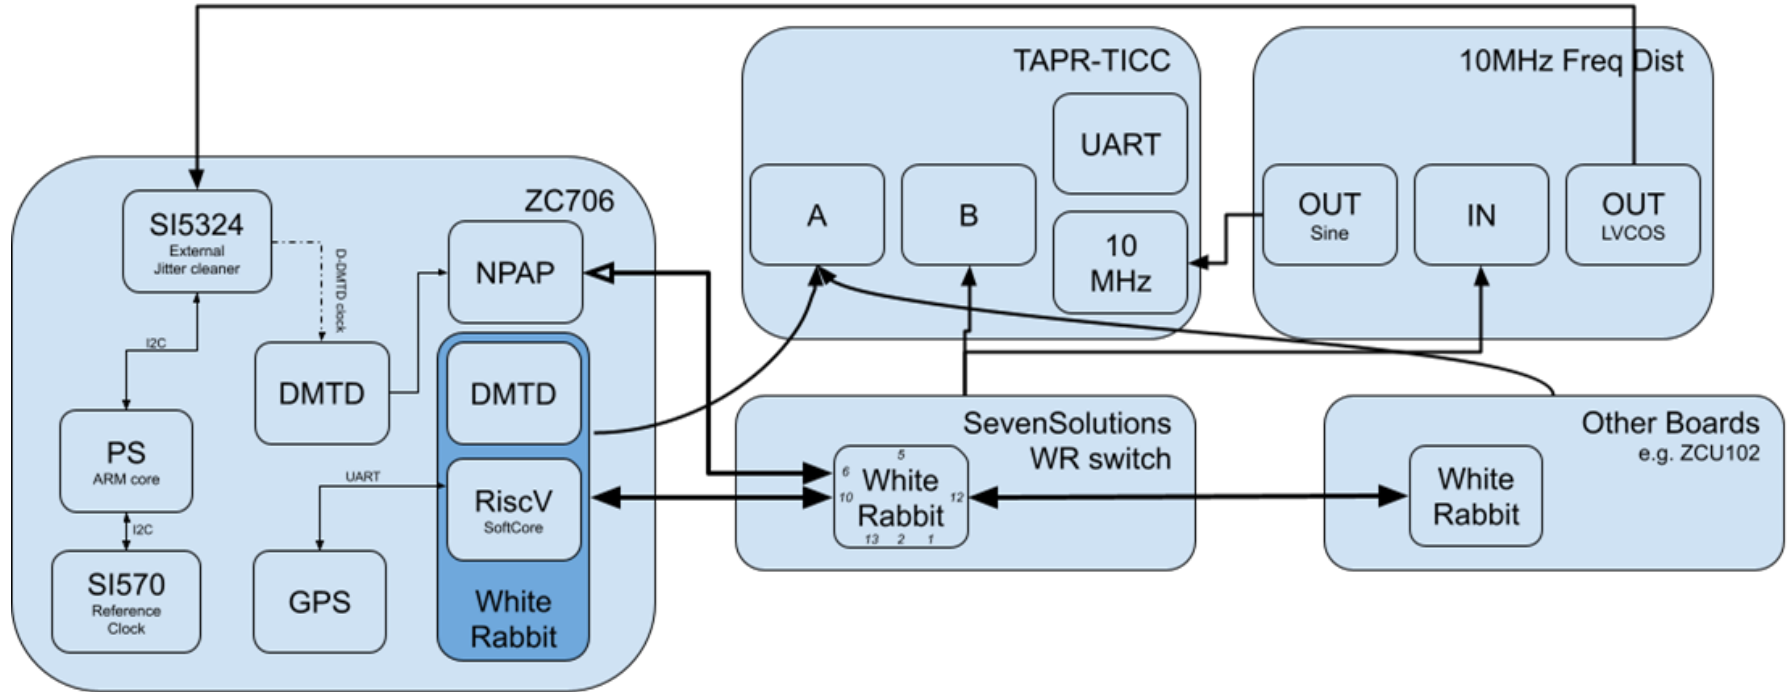 TAPR-TICC
UART
A
B
10
MHz
10MHz Freq Dist
OUT
Sine
IN
OUT
LVCOS
ZC706
SI5324
External
Jitter cleaner
D-DMTD clock
NPAP
I2C
DMTD
DMTD
PS
ARM core
UART
RiscV
SoftCore
I2C
SI570
Reference
Clock
GPS
White
Rabbit
SevenSolutions
WR switch
5
6
White
10
12
Rabbit
13 2 1
Other Boards
e.g. ZCU102
White
Rabbit